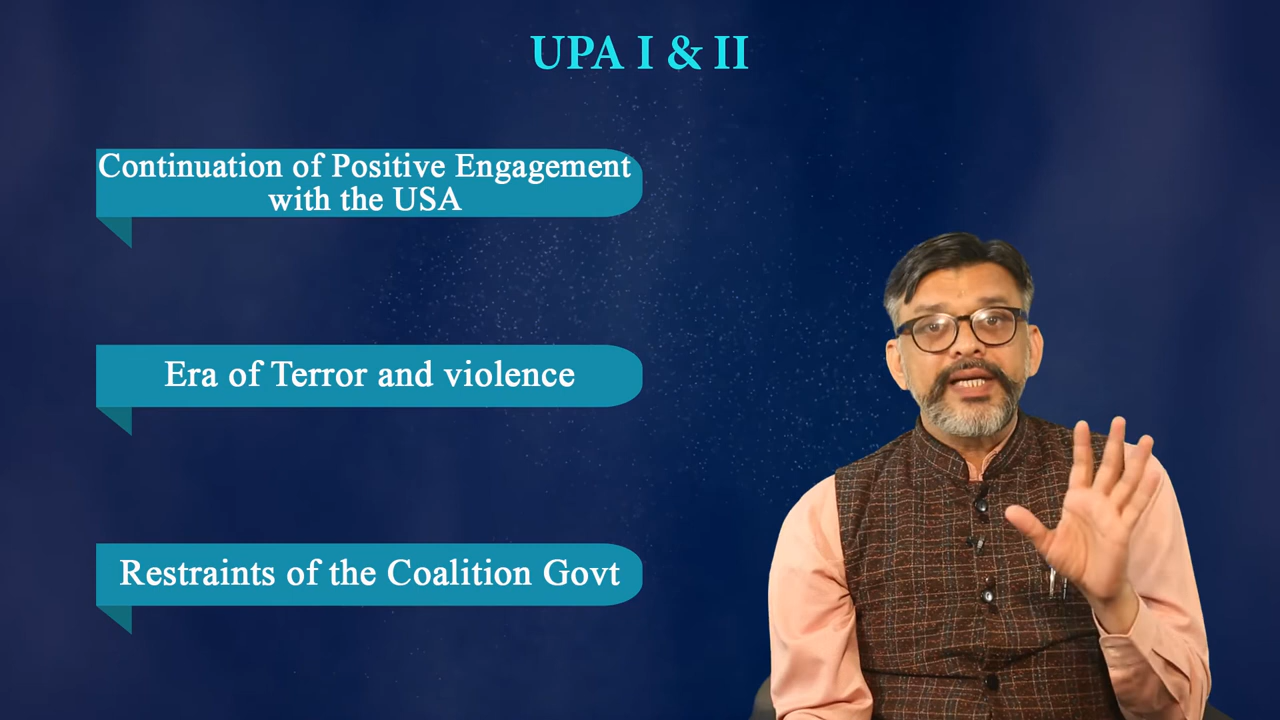 UPA I & II
Continuation of Positive Engagement
with the USA
Era of Terror and violence
Restraints of the Coalition Govt